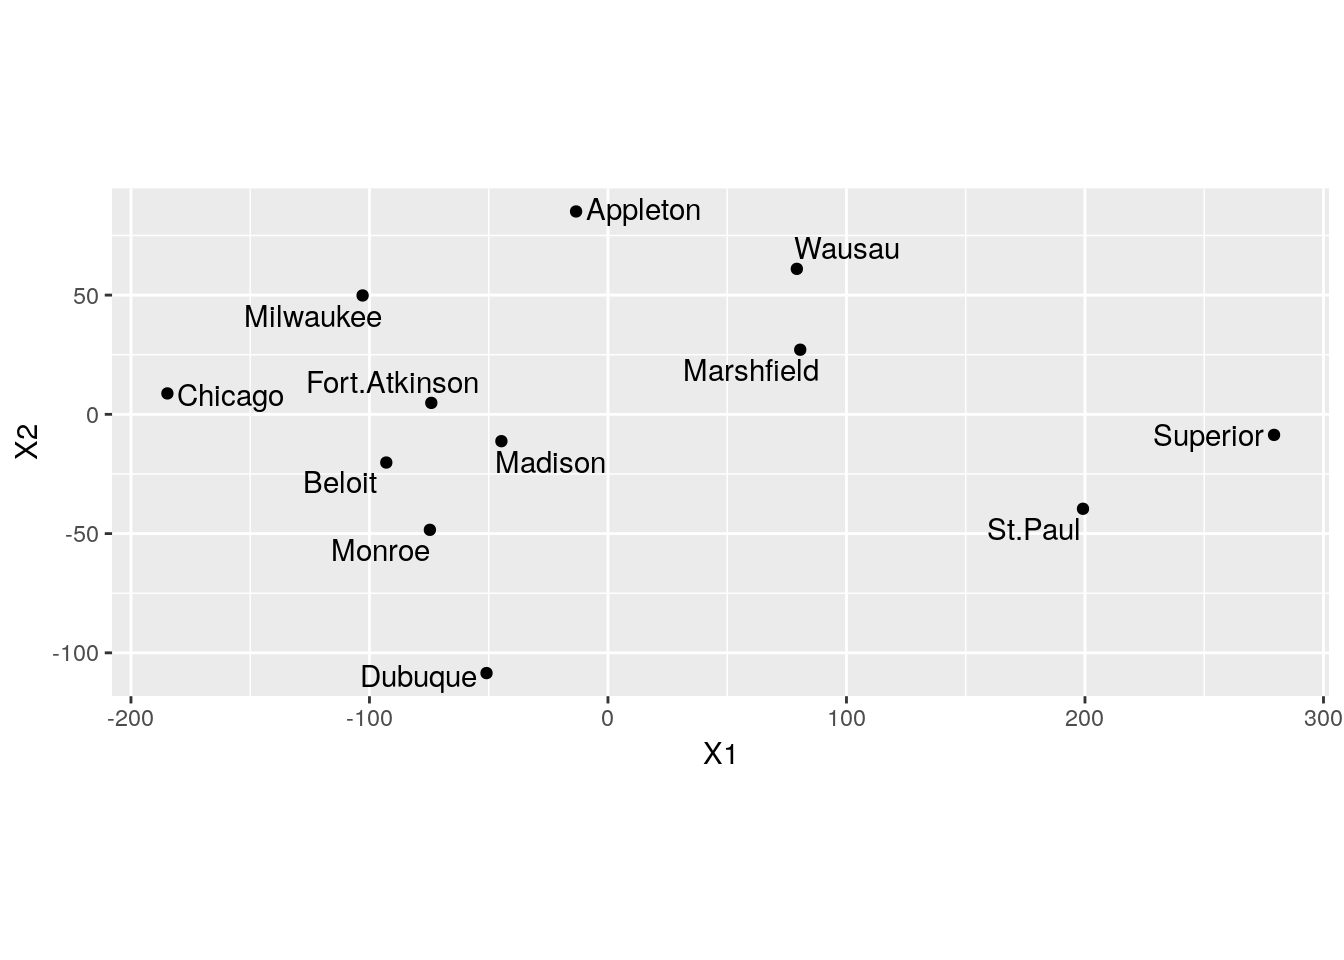 Appleton
Wausau
50
Milwaukee
Marshfield
Fort.Atkinson
Chicago
0
Superior
X2
Madison
Beloit
St.Paul
-50
Monroe
-100
Dubuque
-200
-100
0
100
200
300
X1